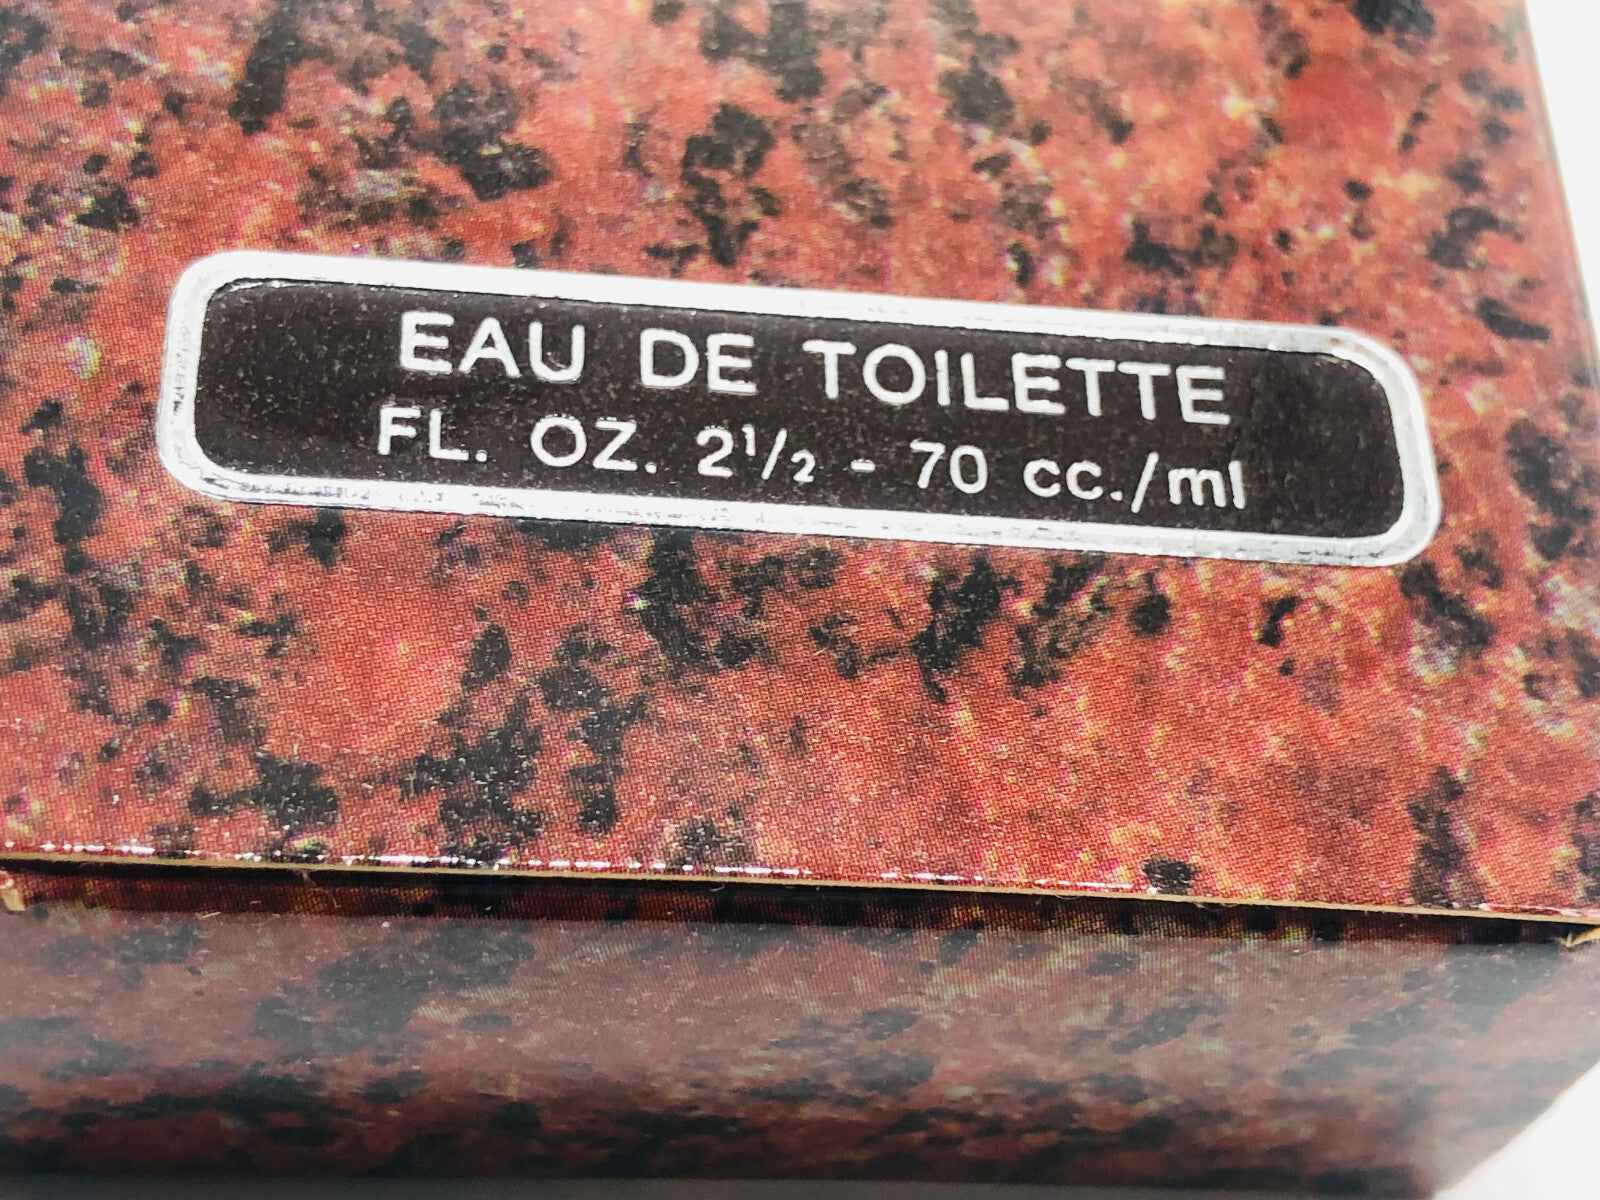 EAU DE TOILETTE
FL. OZ. 2½ - 70 cc./ml